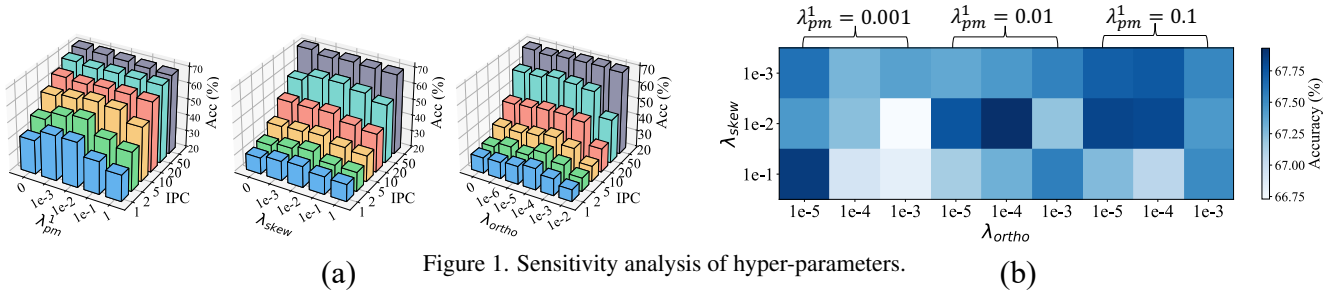 70
60
50
40
30
20
Acc (%)
0
1e-3
1e-2
1e-1
1
λ¹pm
1
2
5
10
20
50
IPC
70
60
50
40
30
20
Acc (%)
0
1e-3
1e-2
1e-1
1
λskew
1
2
5
10
20
50
IPC
70
60
50
40
30
20
Acc (%)
0
1e-6
1e-5
1e-4
1e-3
1e-2
λortho
1
2
5
10
20
50
IPC
(a)
λ¹pm = 0.001
λ¹pm = 0.01
λ¹pm = 0.1
1e-3
1e-2
1e-1
λskew
1e-5
1e-4
1e-3
1e-5
1e-4
1e-3
1e-5
1e-4
1e-3
λortho
67.75
67.50
67.25
67.00
66.75
Accuracy (%)
(b)
Figure 1. Sensitivity analysis of hyper-parameters.